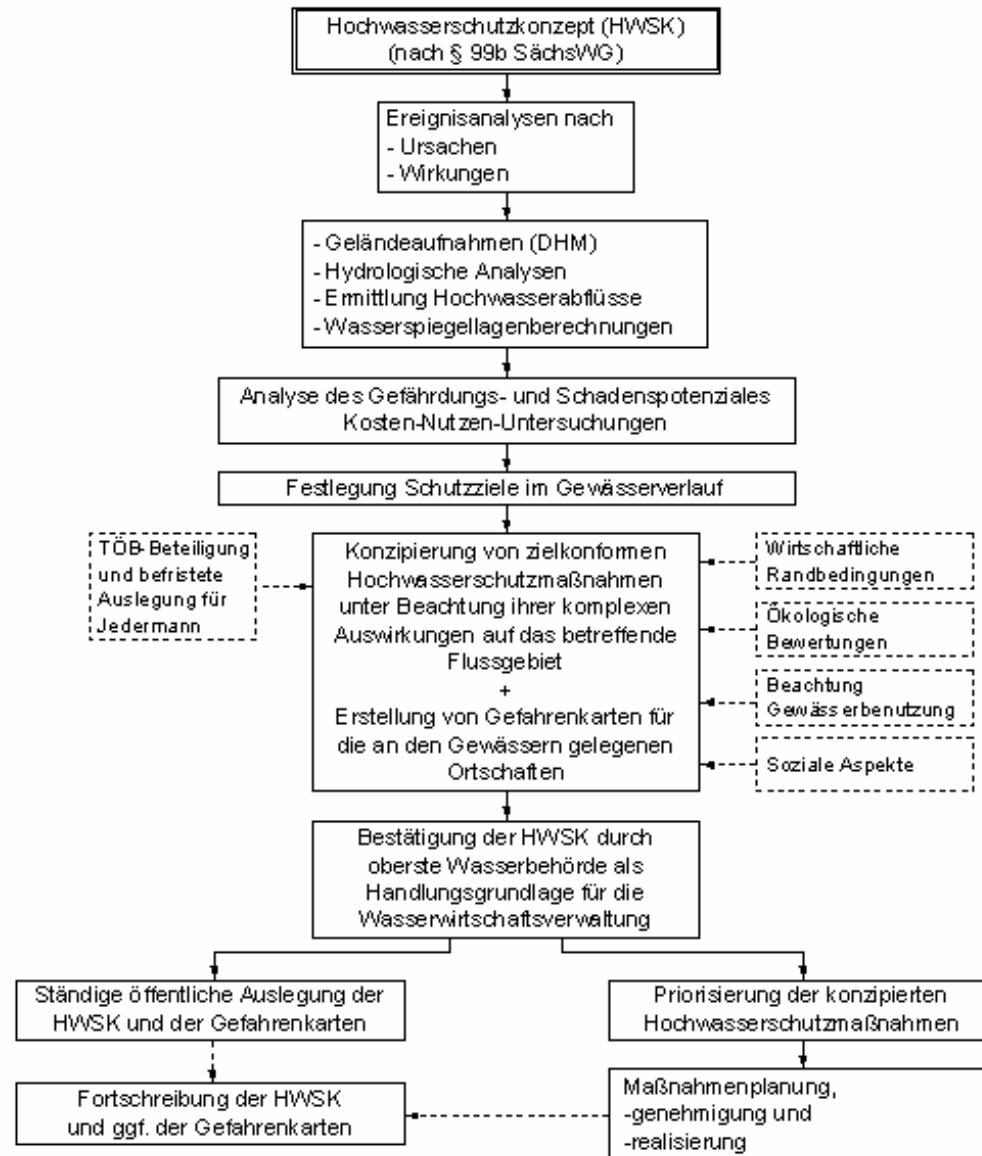 Hochwasserschutzkonzept (HWSK)
(nach § 99b SächsWG)
Ereignisanalysen nach
- Ursachen
- Wirkungen
- Geländeaufnahmen (DHM)
- Hydrologische Analysen
- Ermittlung Hochwasserabflüsse
- Wasserspiegellagenberechnungen
Analyse des Gefährdungs- und Schadenspotenziales
Kosten-Nutzen-Untersuchungen
Festlegung Schutzziele im Gewässerverlauf
TÖB-Beteiligung
und befristete
Auslegung für
Jedermann
Konzipierung von zielkonformen
Hochwasserschutzmaßnahmen
unter Beachtung ihrer komplexen
Auswirkungen auf das betreffende
Flussgebiet
+
Erstellung von Gefahrenkarten für
die an den Gewässern gelegenen
Ortschaften
Wirtschaftliche
Randbedingungen
Ökologische
Bewertungen
Beachtung
Gewässerbenutzung
Soziale Aspekte
Bestätigung der HWSK durch
oberste Wasserbehörde als
Handlungsgrundlage für die
Wasserwirtschaftsverwaltung
Ständige öffentliche Auslegung der
HWSK und der Gefahrenkarten
Priorisierung der konzipierten
Hochwasserschutzmaßnahmen
Fortschreibung der HWSK
und ggf. der Gefahrenkarten
Maßnahmenplanung,
-genehmigung und
-realisierung